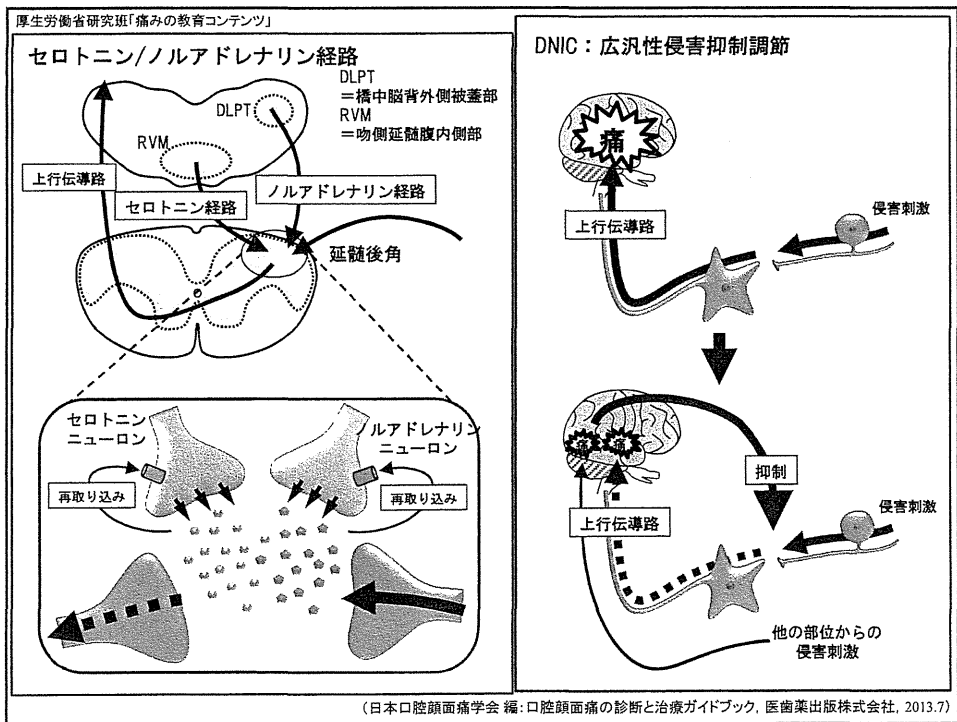 厚生労働省研究班「痛みの教育コンテンツ」
セロトニン/ノルアドレナリン経路
DLPT
=橋中脳背外側被蓋部
RVM
=吻側延髄腹内側部
DLPT
RVM
上行伝導路
セロトニン経路
ノルアドレナリン経路
延髄後角
セロトニン
ニューロン
ノルアドレナリン
ニューロン
再取り込み
再取り込み
DNIC：広汎性侵害抑制調節
痛
上行伝導路
侵害刺激
痛
痛
抑制
上行伝導路
侵害刺激
他の部位からの
侵害刺激
(日本口腔顔面痛学会 編：口腔顔面痛の診断と治療ガイドブック, 医歯薬出版株式会社, 2013.7)